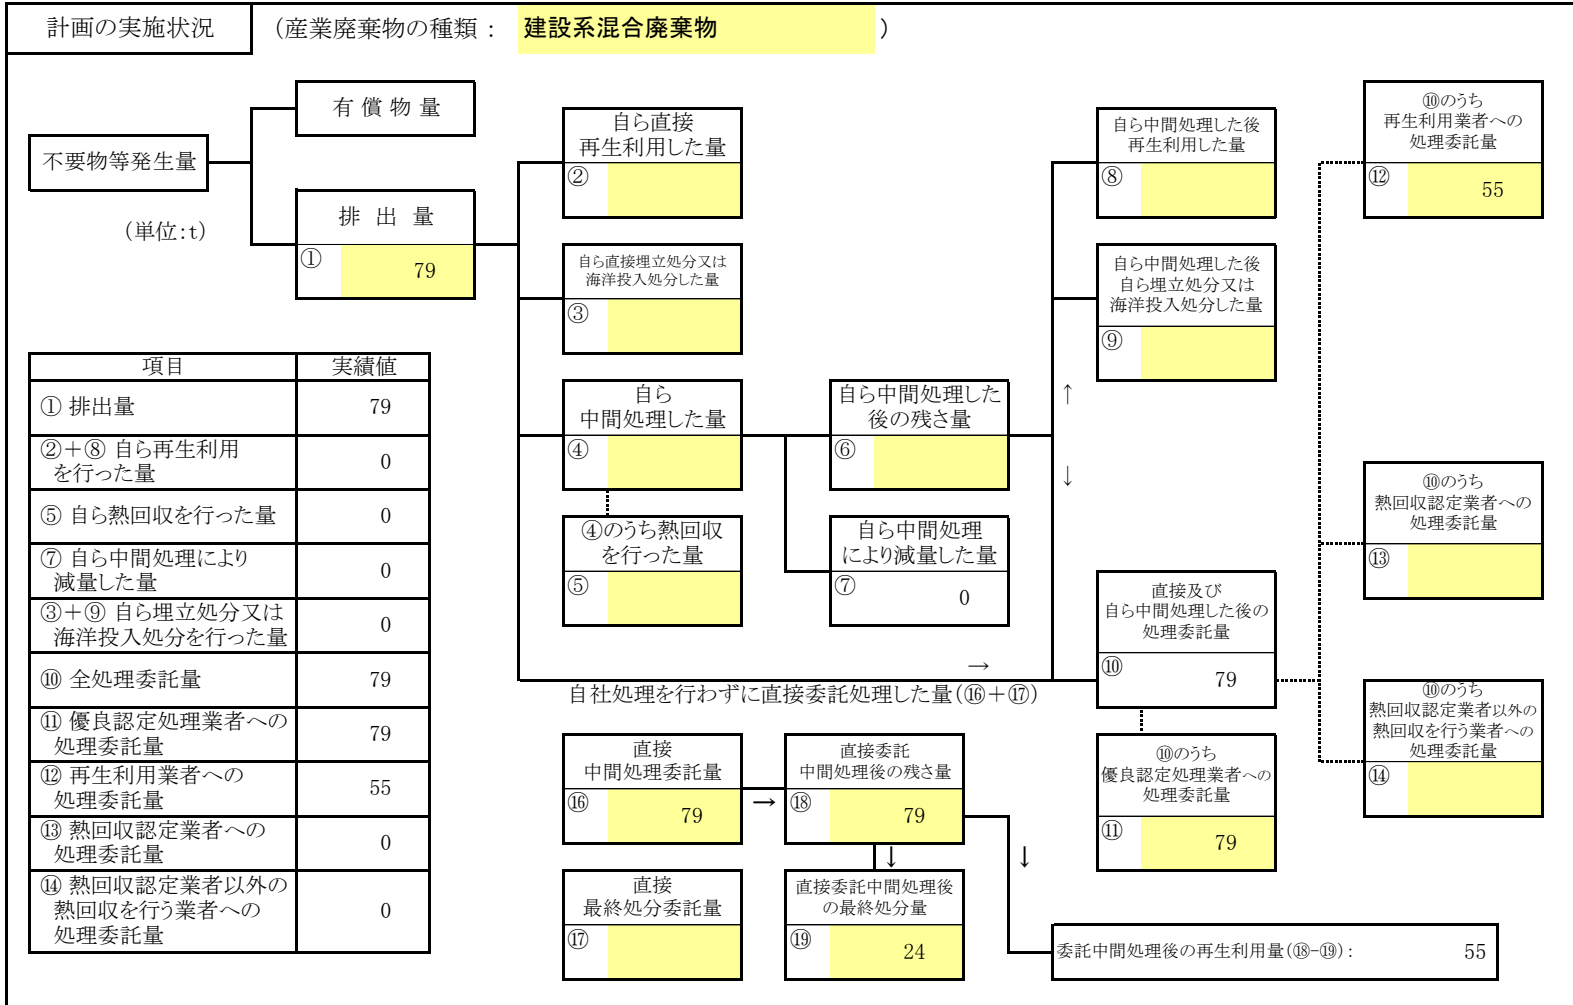 計画の実施状況
(産業廃棄物の種類： 建設系混合廃棄物 )
不要物等発生量
(単位:t)
有償物量
排出量
① 79
自ら直接
再生利用した量
②
自ら直接埋立処分又は
海洋投入処分した量
③
自ら
中間処理した量
④
④のうち熱回収
を行った量
⑤
自ら中間処理した
後の残さ量
⑥
自ら中間処理
により減量した量
⑦ 0
↑
↓
→
自ら中間処理した後
再生利用した量
⑧
自ら中間処理した後
自ら埋立処分又は
海洋投入処分した量
⑨
直接及び
自ら中間処理した後の
処理委託量
⑩ 79
⑩のうち
優良認定処理業者への
処理委託量
⑪ 79
⑩のうち
再生利用業者への
処理委託量
⑫ 55
⑩のうち
熱回収認定業者への
処理委託量
⑬
⑩のうち
熱回収認定業者以外の
熱回収を行う業者への
処理委託量
⑭
自社処理を行わずに直接委託処理した量(⑯＋⑰)
直接
中間処理委託量
⑯ 79
→
直接委託
中間処理後の残さ量
⑱ 79
↓
↓
直接
最終処分委託量
⑰
直接委託中間処理後
の最終処分量
⑲ 24
委託中間処理後の再生利用量(⑱-⑲)： 55
項目 実績値
① 排出量 79
②＋⑧ 自ら再生利用
を行った量 0
⑤ 自ら熱回収を行った量 0
⑦ 自ら中間処理により
減量した量 0
③＋⑨ 自ら埋立処分又は
海洋投入処分を行った量 0
⑩ 全処理委託量 79
⑪ 優良認定処理業者への
処理委託量 79
⑫ 再生利用業者への
処理委託量 55
⑬ 熱回収認定業者への
処理委託量 0
⑭ 熱回収認定業者以外の
熱回収を行う業者への
処理委託量 0